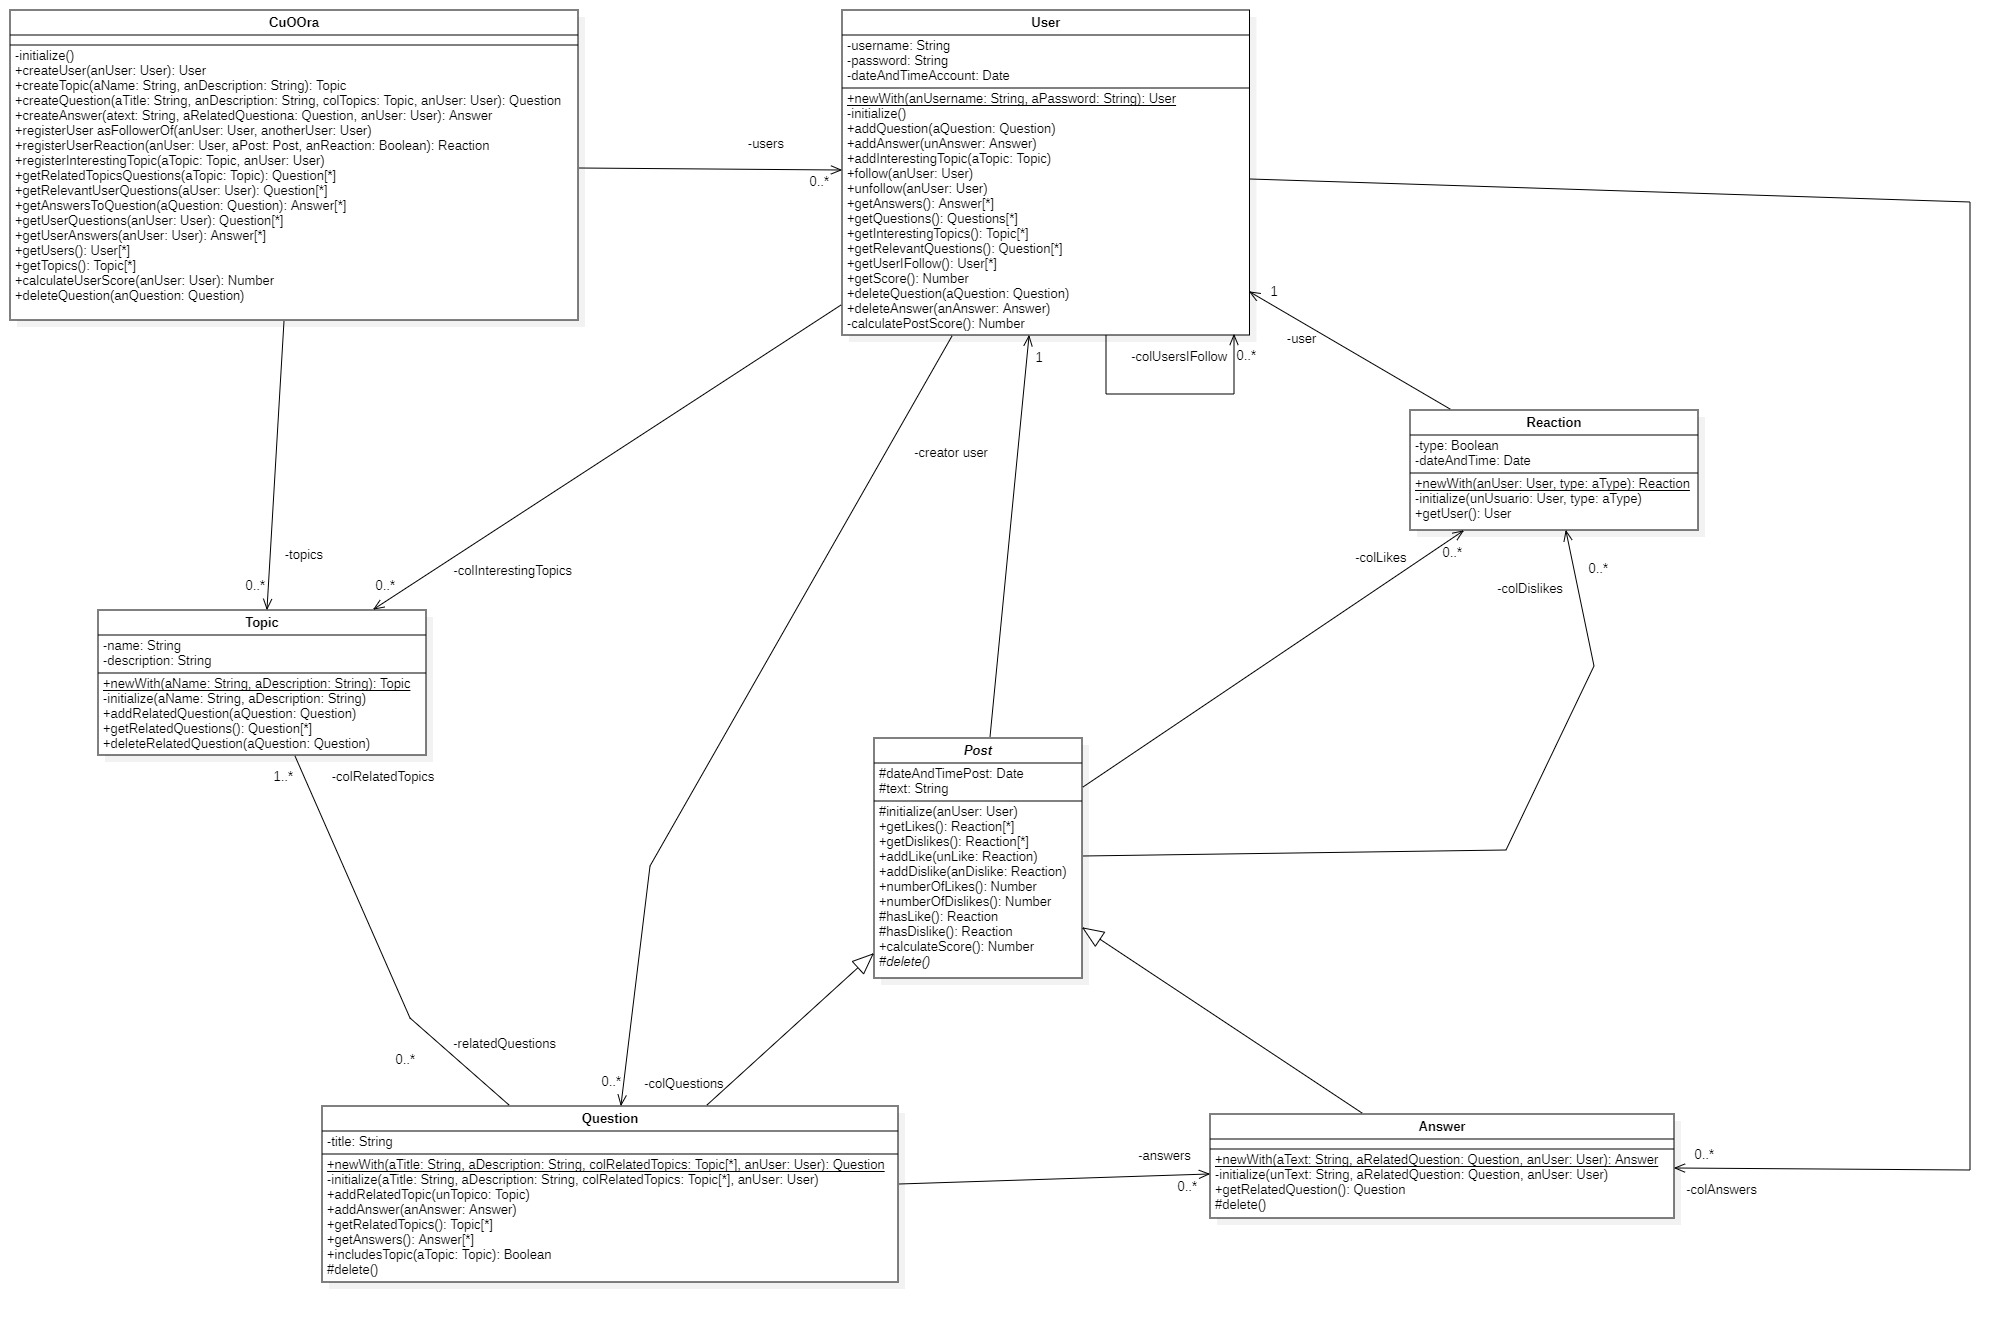 CuOOra
-initialize()
+createUser(anUser: User): User
+createTopic(aName: String, anDescription: String): Topic
+createQuestion(aTitle: String, anDescription: String, colTopics: Topic, anUser: User): Question
+createAnswer(atext: String, aRelatedQuestiona: Question, anUser: User): Answer
+registerUser asFollowerOf(anUser: User, anotherUser: User)
+registerUserReaction(anUser: User, aPost: Post, anReaction: Boolean): Reaction
+registerInterestingTopic(aTopic: Topic, anUser: User)
+getRelatedTopicsQuestions(aTopic: Topic): Question[*]
+getRelevantUserQuestions(aUser: User): Question[*]
+getAnswersToQuestion(aQuestion: Question): Answer[*]
+getUserQuestions(anUser: User): Question[*]
+getUserAnswers(anUser: User): Answer[*]
+getUsers(): User[*]
+getTopics(): Topic[*]
+calculateUserScore(anUser: User): Number
+deleteQuestion(anQuestion: Question)
-users
0..*
User
-username: String
-password: String
-dateAndTimeAccount: Date
+newWith(anUsername: String, aPassword: String): User
-initialize()
+addQuestion(aQuestion: Question)
+addAnswer(unAnswer: Answer)
+addInterestingTopic(aTopic: Topic)
+follow(anUser: User)
+unfollow(anUser: User)
+getAnswers(): Answer[*]
+getQuestions(): Questions[*]
+getInterestingTopics(): Topic[*]
+getRelevantQuestions(): Question[*]
+getUserIFollow(): User[*]
+getScore(): Number
+deleteQuestion(aQuestion: Question)
+deleteAnswer(anAnswer: Answer)
-calculatePostScore(): Number
1
-user
1
-colUsersIFollow
0..*
-creator user
Reaction
-type: Boolean
-dateAndTime: Date
+newWith(anUser: User, type: aType): Reaction
-initialize(unUsuario: User, type: aType)
+getUser(): User
-colLikes
0..*
-colDislikes
0..*
-topics
0..*
0..*
-colInterestingTopics
Topic
-name: String
-description: String
+newWith(aName: String, aDescription: String): Topic
-initialize(aName: String, aDescription: String)
+addRelatedQuestion(aQuestion: Question)
+getRelatedQuestions(): Question[*]
+deleteRelatedQuestion(aQuestion: Question)
1..*
-colRelatedTopics
Post
#dateAndTimePost: Date
#text: String
#initialize(anUser: User)
+getLikes(): Reaction[*]
+getDislikes(): Reaction[*]
+addLike(unLike: Reaction)
+addDislike(anDislike: Reaction)
+numberOfLikes(): Number
+numberOfDislikes(): Number
#hasLike(): Reaction
#hasDislike(): Reaction
+calculateScore(): Number
#delete()
-relatedQuestions
0..*
0..*
-colQuestions
Question
-title: String
+newWith(aTitle: String, aDescription: String, colRelatedTopics: Topic[*], anUser: User): Question
-initialize(aTitle: String, aDescription: String, colRelatedTopics: Topic[*], anUser: User)
+addRelatedTopic(unTopico: Topic)
+addAnswer(anAnswer: Answer)
+getRelatedTopics(): Topic[*]
+getAnswers(): Answer[*]
+includesTopic(aTopic: Topic): Boolean
#delete()
-answers
0..*
Answer
+newWith(aText: String, aRelatedQuestion: Question, anUser: User): Answer
-initialize(unText: String, aRelatedQuestion: Question, anUser: User)
+getRelatedQuestion(): Question
#delete()
0..*
-colAnswers